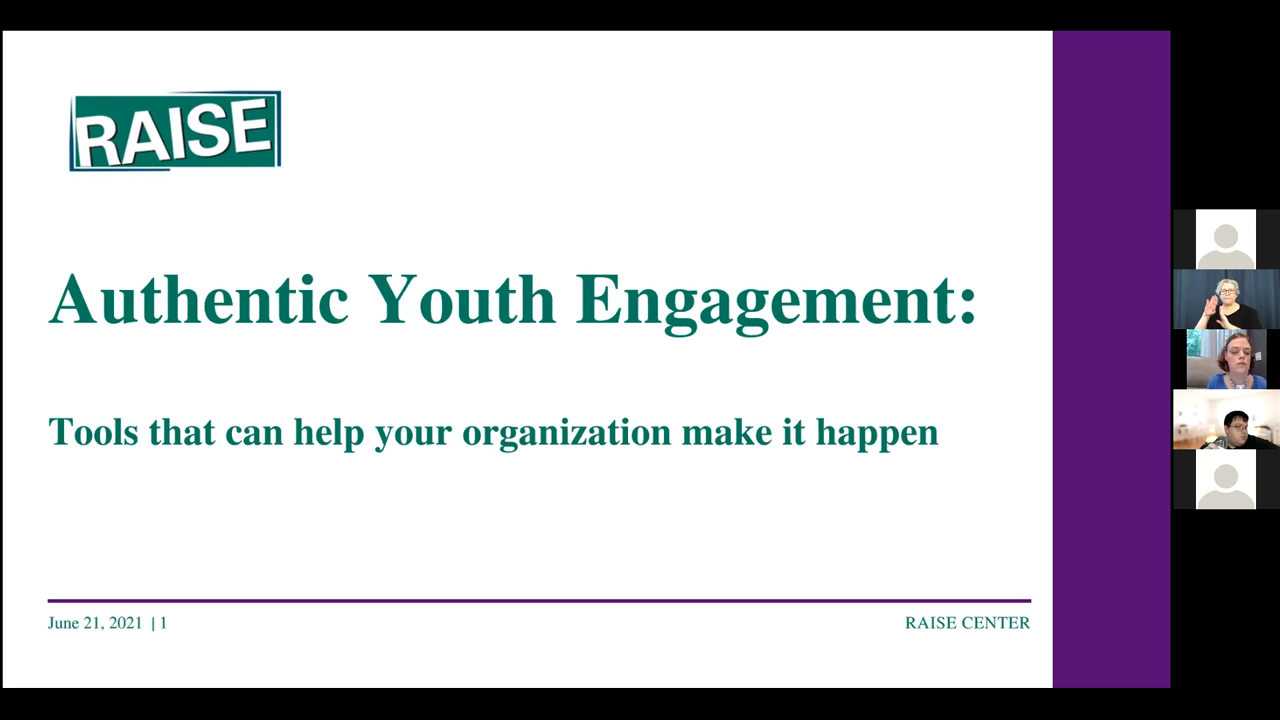 RAISE
Authentic Youth Engagement:
Tools that can help your organization make it happen
June 21, 2021 | 1
RAISE CENTER